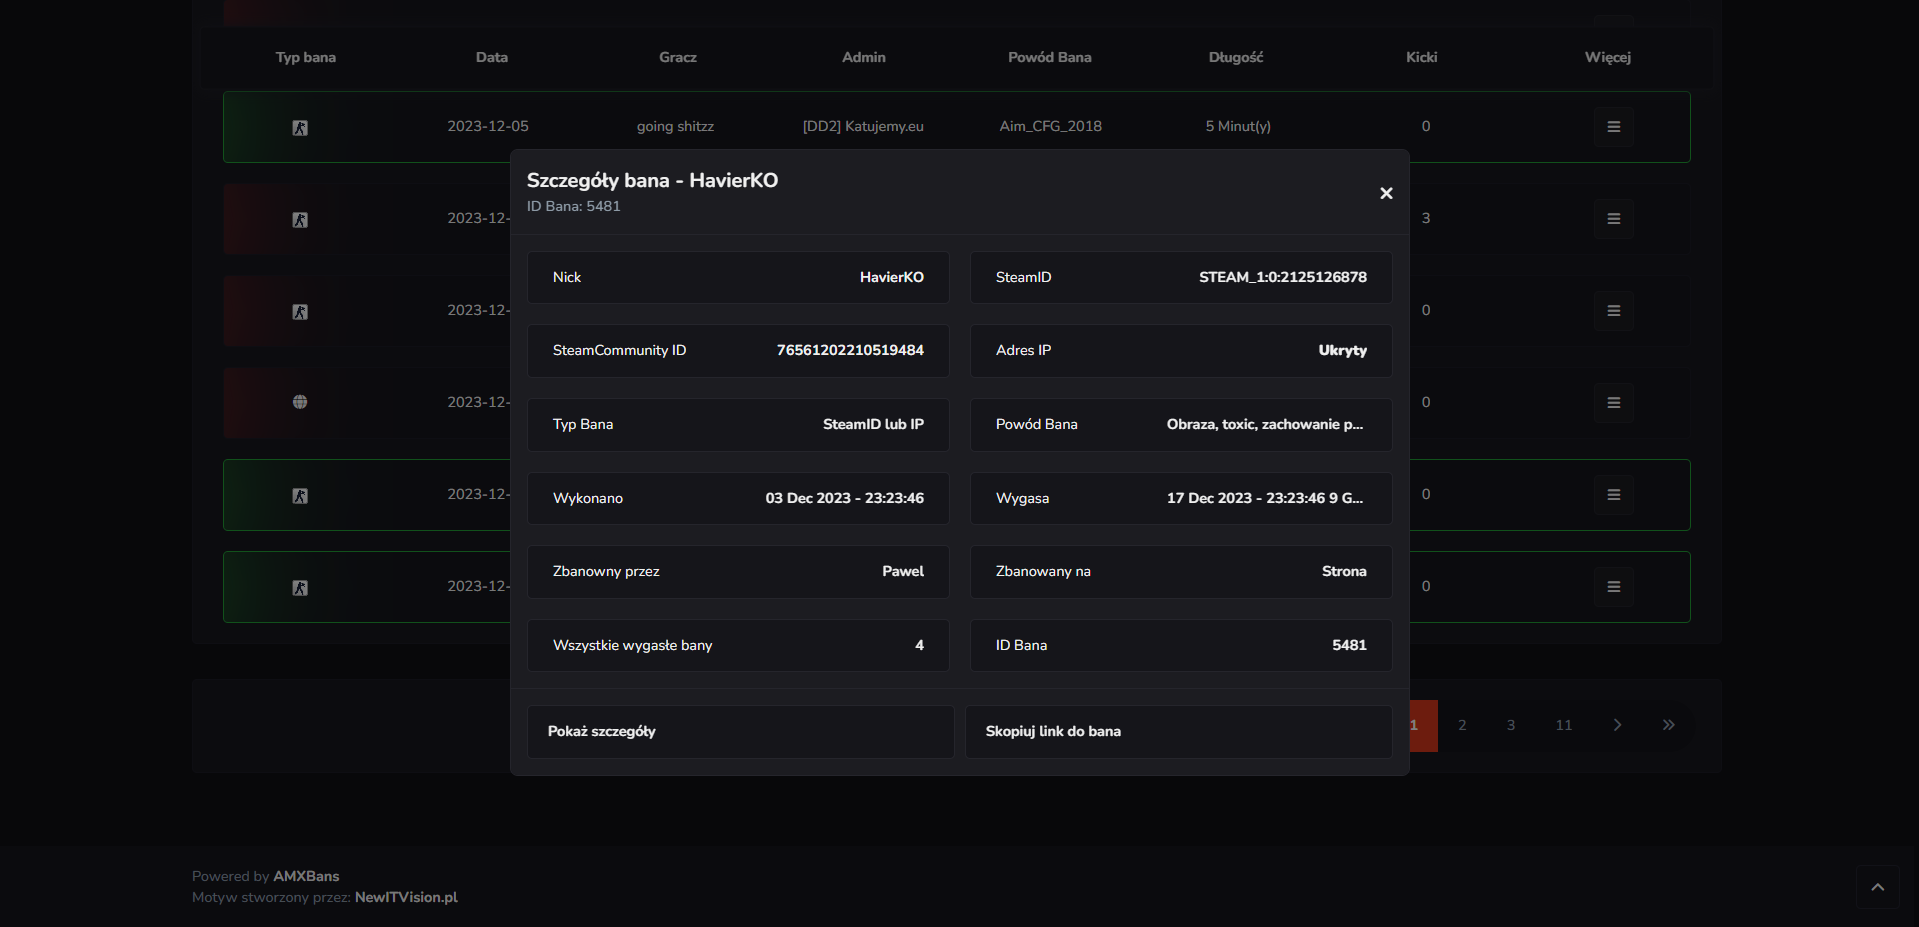 Typ bana Data Gracz Admin Powód Bana Długość Kicki Więcej
2023-12-05 going shitzz [DD2] Katujemy.eu Aim_CFG_2018 5 Minut(y) 0
Szczegóły bana - HavierKO
ID Bana: 5481
2023-12- 3
Nick HavierKO SteamID STEAM_1:0:2125126878
2023-12- 0
SteamCommunity ID 76561202210519484 Adres IP Ukryty
2023-12- 0
Typ Bana SteamID lub IP Powód Bana Obraza, toxic, zachowanie p...
2023-12- 0
Wykonano 03 Dec 2023 - 23:23:46 Wygasa 17 Dec 2023 - 23:23:46 9 G...
Zbanowny przez Pawel Zbanowany na Strona
2023-12- 0
Wszystkie wygasłe bany 4 ID Bana 5481
Pokaż szczegóły Skopiuj link do bana
1 2 3 11
Powered by AMXBans
Motyw stworzony przez: NewITVision.pl